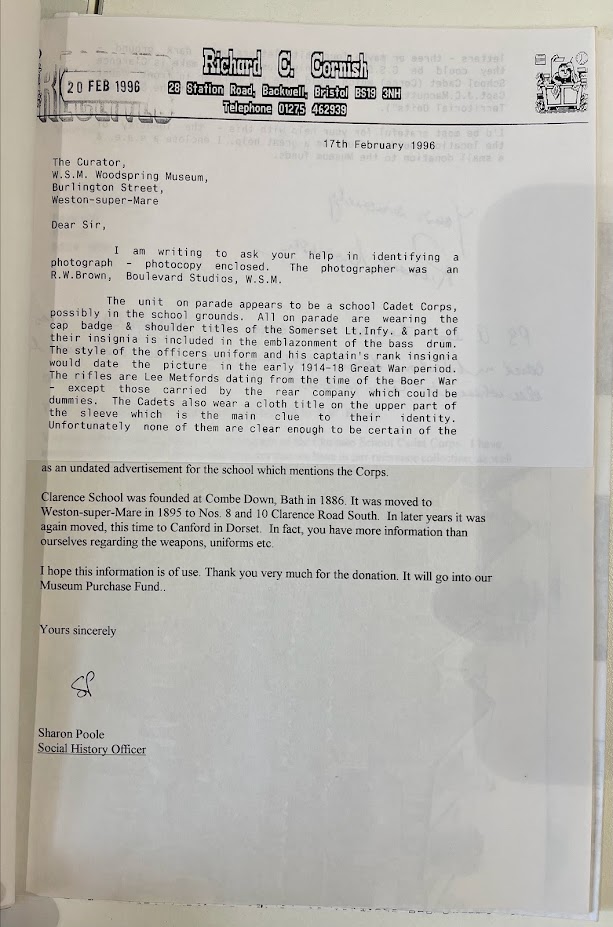 Richard C. Cornish
20 FEB 1996
28 Station Road, Backwell, Bristol BS19 3NH
RECEIVED
Telephone 01275 462939
17th February 1996
The Curator,
W.S.M. Woodspring Museum,
Burlington Street,
Weston-super-Mare
Dear Sir,
I am writing to ask your help in identifying a
photograph - photocopy enclosed. The photographer was an
R.W.Brown, Boulevard Studios, W.S.M.
The unit on parade appears to be a school Cadet Corps,
possibly in the school grounds. All on parade are wearing the
cap badge & shoulder titles of the Somerset Lt.Infy. & part of
their insignia is included in the emblazonment of the bass drum.
The style of the officers uniform and his captain's rank insignia
would date the picture in the early 1914-18 Great War period.
The rifles are Lee Metfords dating from the time of the Boer War
- except those carried by the rear company which could be
dummies. The Cadets also wear a cloth title on the upper part of
the sleeve which is the main clue to their identity.
Unfortunately none of them are clear enough to be certain of the
as an undated advertisement for the school which mentions the Corps.
Clarence School was founded at Combe Down, Bath in 1886. It was moved to
Weston-super-Mare in 1895 to Nos. 8 and 10 Clarence Road South. In later years it was
again moved, this time to Canford in Dorset. In fact, you have more information than
ourselves regarding the weapons, uniforms etc.
I hope this information is of use. Thank you very much for the donation. It will go into our
Museum Purchase Fund..
Yours sincerely
SP
Sharon Poole
Social History Officer